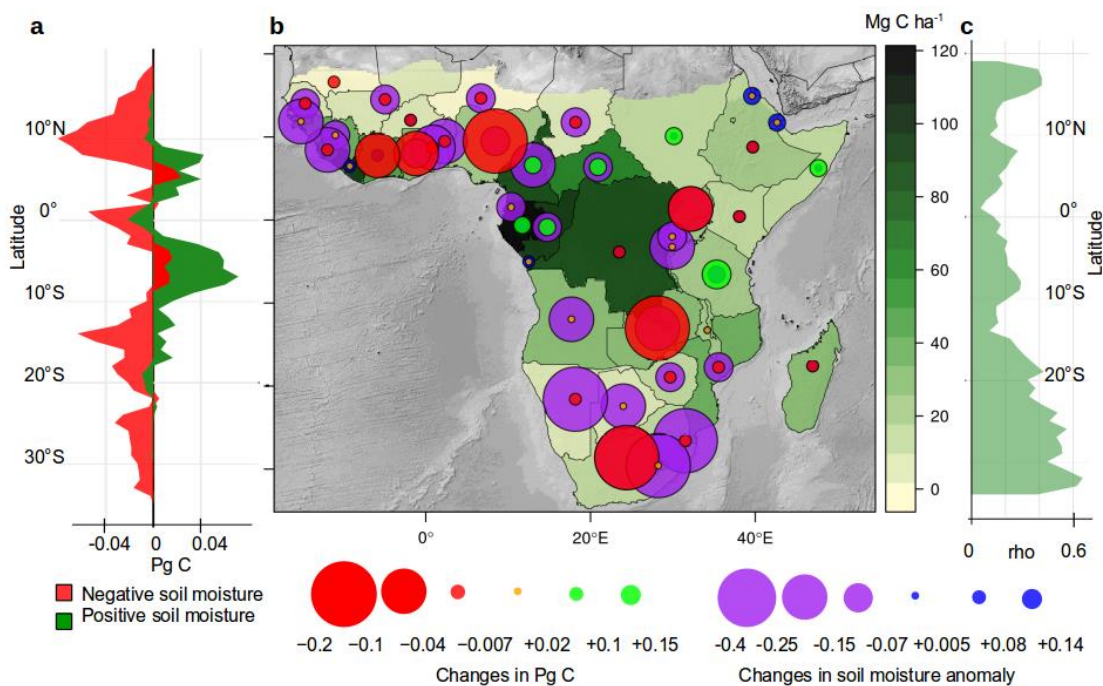 a
b
Mg C ha⁻¹
c
Latitude
10°N
0°
10°S
20°S
30°S
-0.04
0
0.04
Pg C
Negative soil moisture
Positive soil moisture
0°
20°E
40°E
120
100
80
60
40
20
0
10°N
0°
10°S
20°S
Latitude
0
rho
0.6
−0.2 −0.1 −0.04 −0.007 +0.02 +0.1 +0.15
Changes in Pg C
-0.4 -0.25 -0.15 -0.07 +0.005 +0.08 +0.14
Changes in soil moisture anomaly